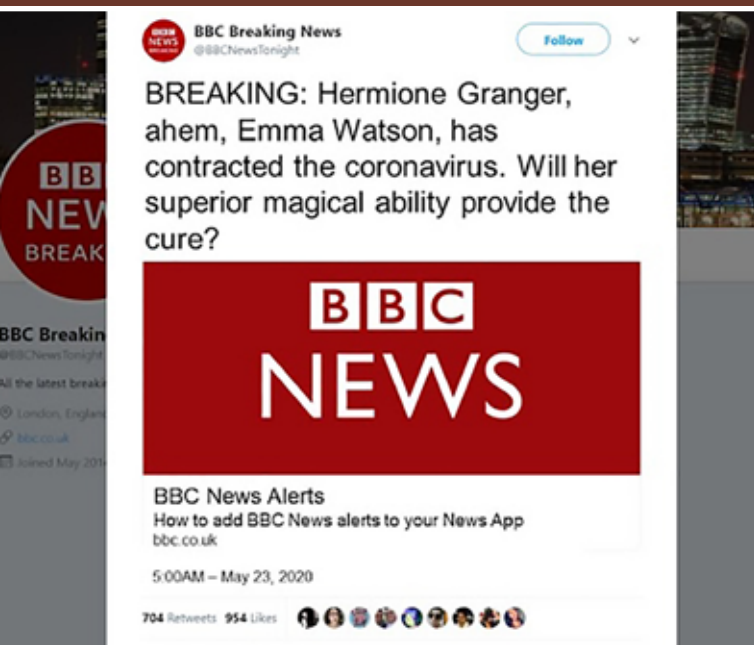 BBC
NEWS
BBC Breaking News
@BBCNewsTonight
Follow
BREAKING: Hermione Granger,
ahem, Emma Watson, has
contracted the coronavirus. Will her
superior magical ability provide the
cure?
BBC
NEWS
BBC News Alerts
How to add BBC News alerts to your News App
bbc.co.uk
5:00AM – May 23, 2020
704 Retweets 954 Likes
BB
NEW
BREAK
BBC Breakin
@BBCNewsTonight
All the latest breaki
London, England
bbc.co.uk
Joined May 201